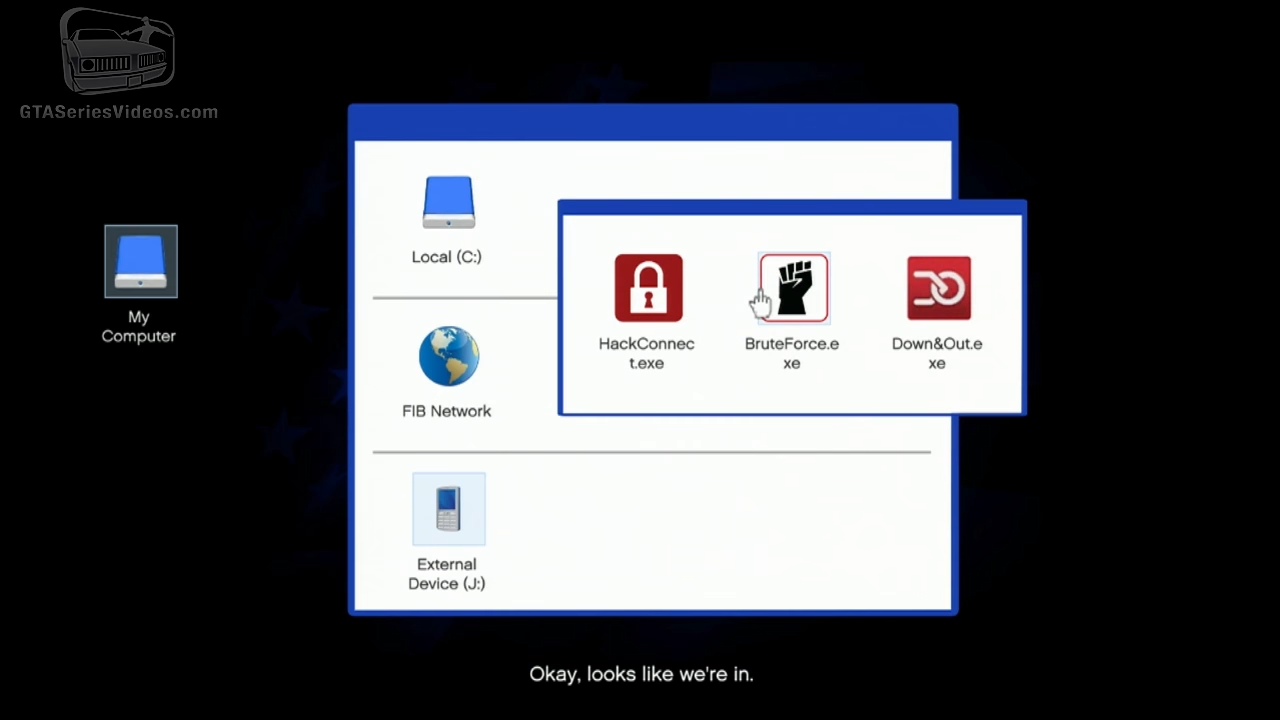 GTASeriesVideos.com
My
Computer
Local (C:)
HackConnec
t.exe
BruteForce.e
xe
Down&Out.e
xe
FIB Network
External
Device (J:)
Okay, looks like we're in.